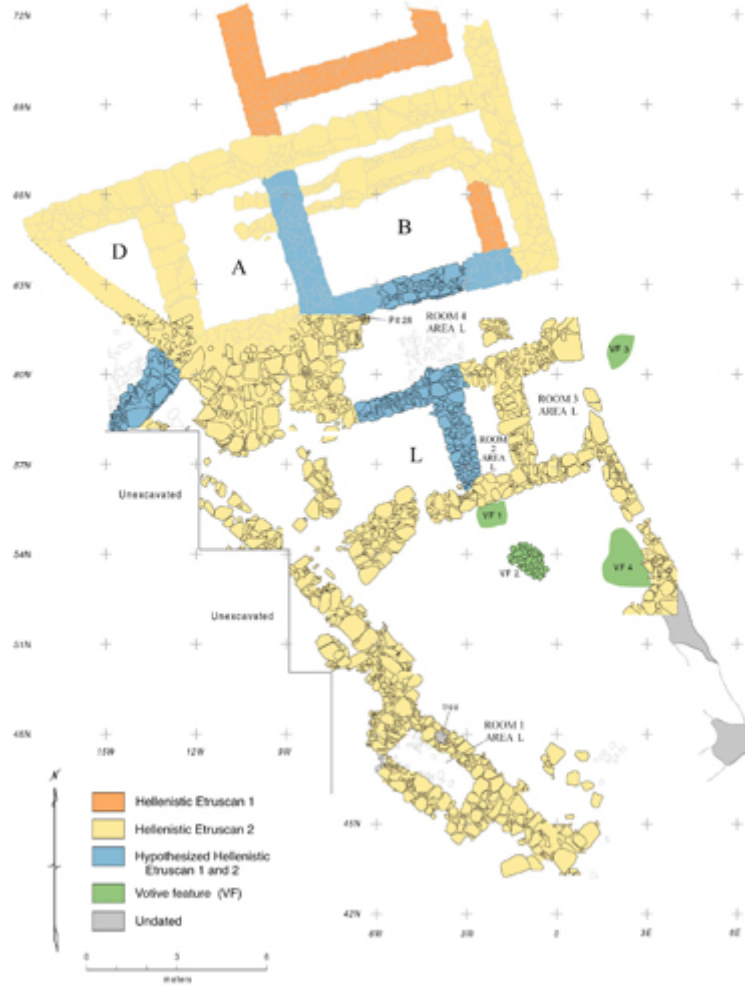 72N
69N
66N
D
A
B
63N
Pit 28
ROOM 4
AREA L
VF 3
60N
ROOM 3
AREA L
57N
L
ROOM
2
AREA
L
Unexcavated
VF 1
54N
VF 2
VF 4
Unexcavated
51N
ROOM 1
AREA L
48N
15W
12W
9W
N
Hellenistic Etruscan 1
Hellenistic Etruscan 2
45N
Hypothesized Hellenistic
Etruscan 1 and 2
Votive feature (VF)
42N
Undated
6W
3W
0
3E
6E
0
3
6
meters